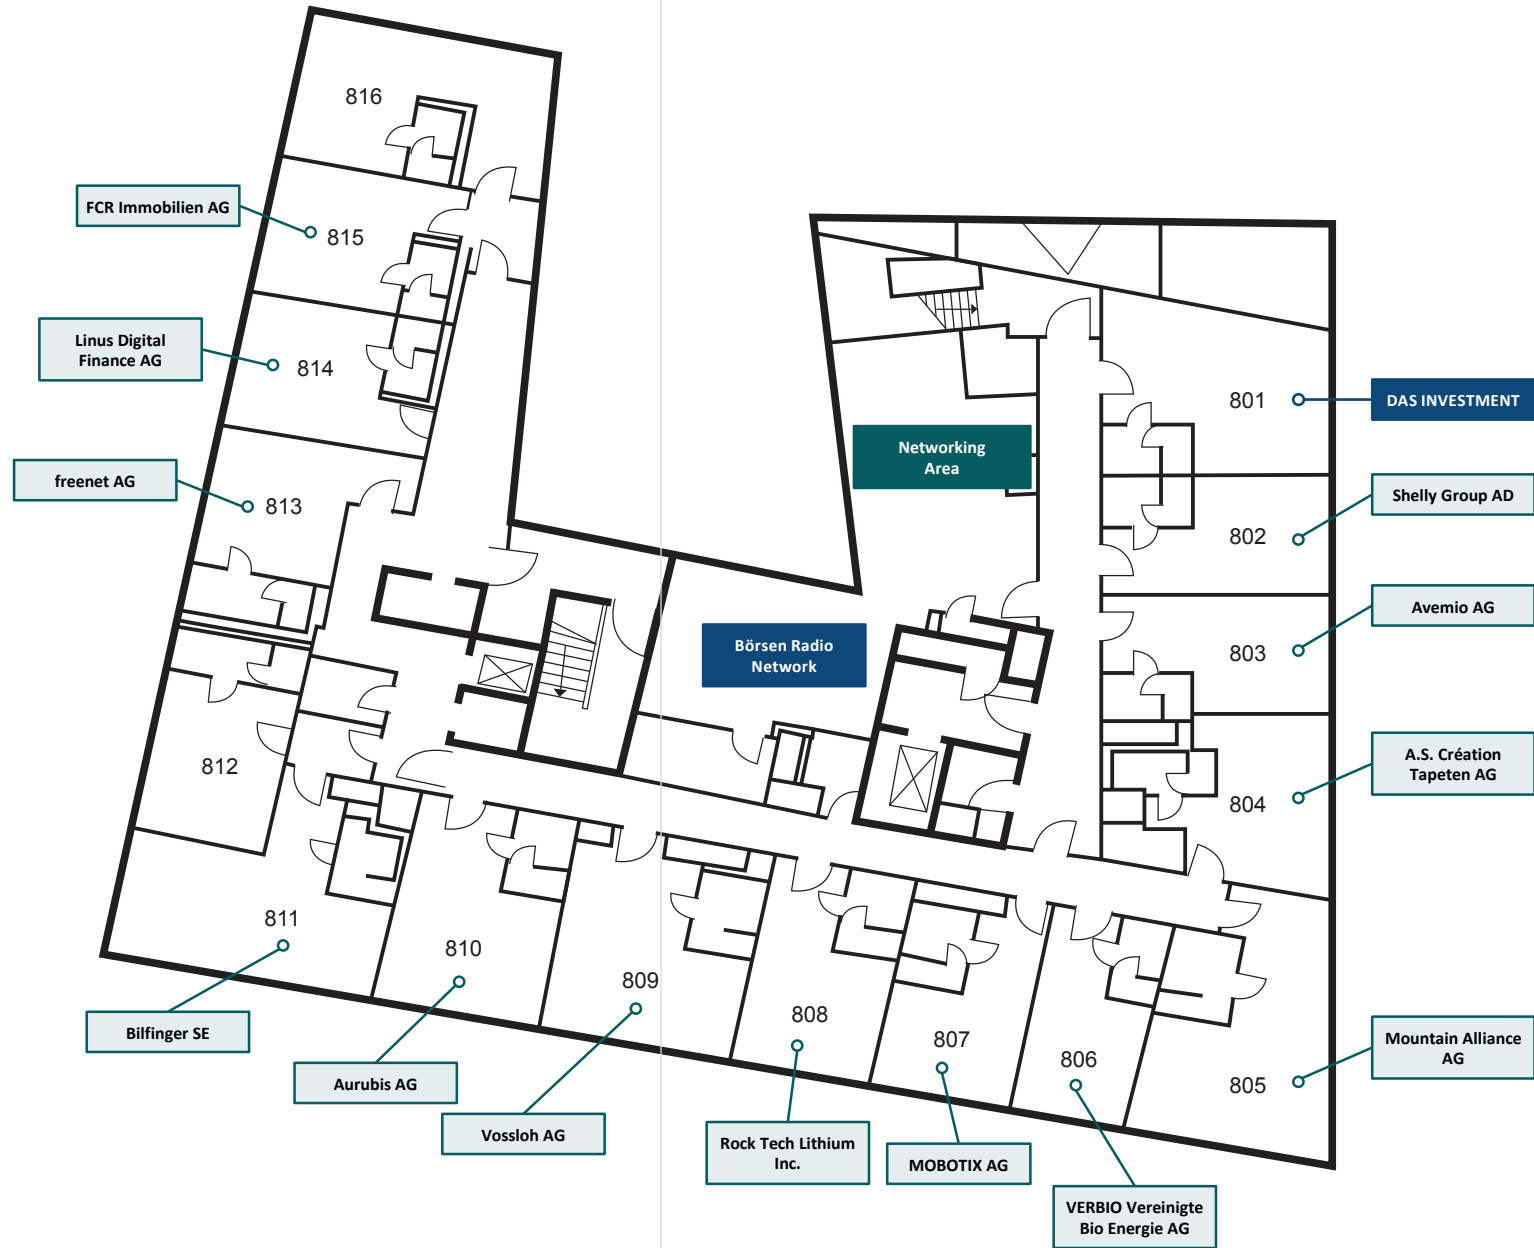 816
FCR Immobilien AG
815
Linus Digital
Finance AG
814
freenet AG
813
812
811
Bilfinger SE
810
Aurubis AG
809
Vossloh AG
808
Rock Tech Lithium
Inc.
807
MOBOTIX AG
806
VERBIO Vereinigte
Bio Energie AG
805
Mountain Alliance
AG
804
A.S. Création
Tapeten AG
803
Avemio AG
802
Shelly Group AD
801
DAS INVESTMENT
Networking
Area
Börsen Radio
Network